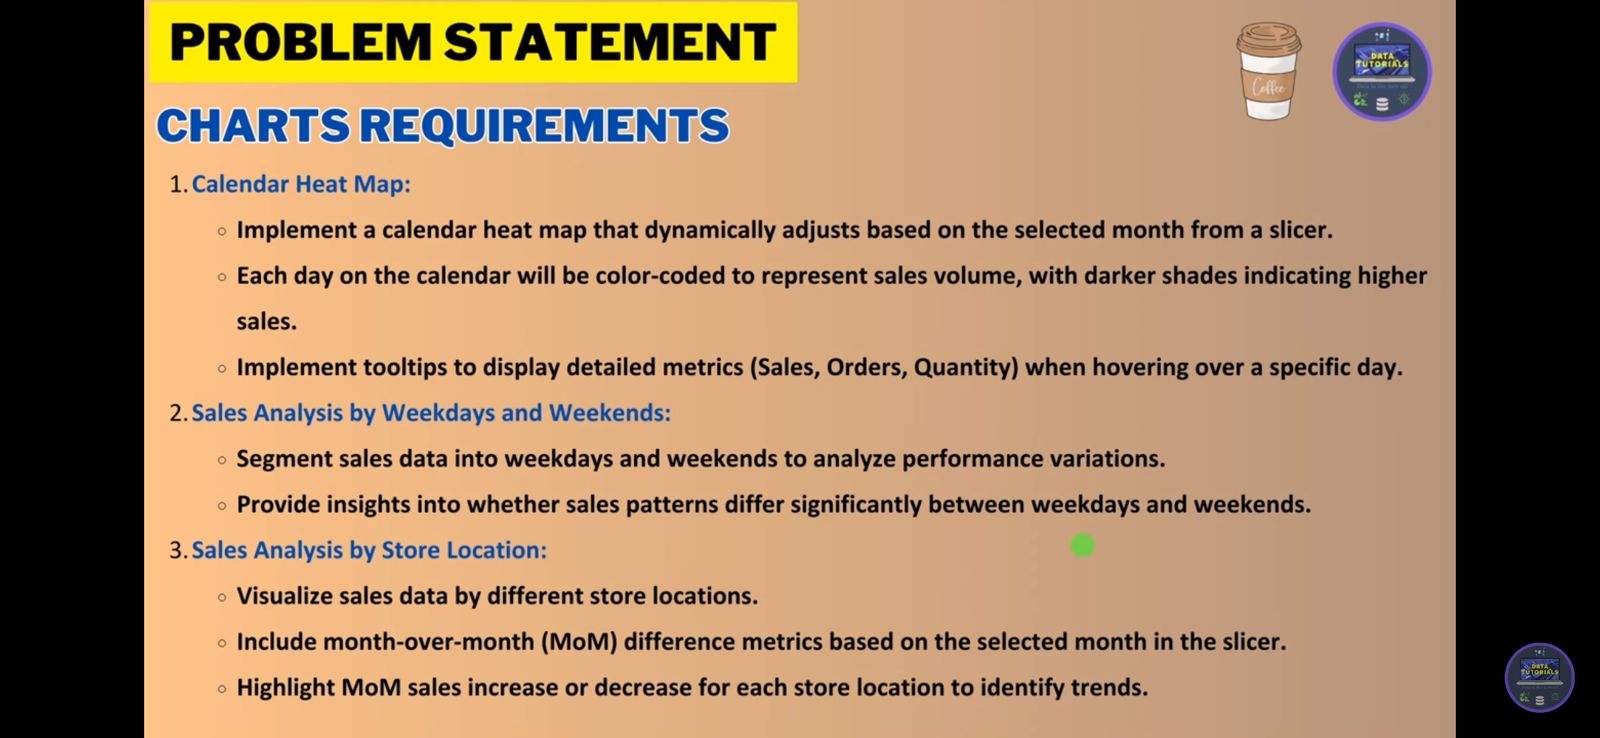 PROBLEM STATEMENT
Coffee
DATA
TUTORIALS
CHARTS REQUIREMENTS
1. Calendar Heat Map:
Implement a calendar heat map that dynamically adjusts based on the selected month from a slicer.
Each day on the calendar will be color-coded to represent sales volume, with darker shades indicating higher
sales.
Implement tooltips to display detailed metrics (Sales, Orders, Quantity) when hovering over a specific day.
2. Sales Analysis by Weekdays and Weekends:
Segment sales data into weekdays and weekends to analyze performance variations.
Provide insights into whether sales patterns differ significantly between weekdays and weekends.
3. Sales Analysis by Store Location:
Visualize sales data by different store locations.
Include month-over-month (MoM) difference metrics based on the selected month in the slicer.
Highlight MoM sales increase or decrease for each store location to identify trends.
DATA
TUTORIALS